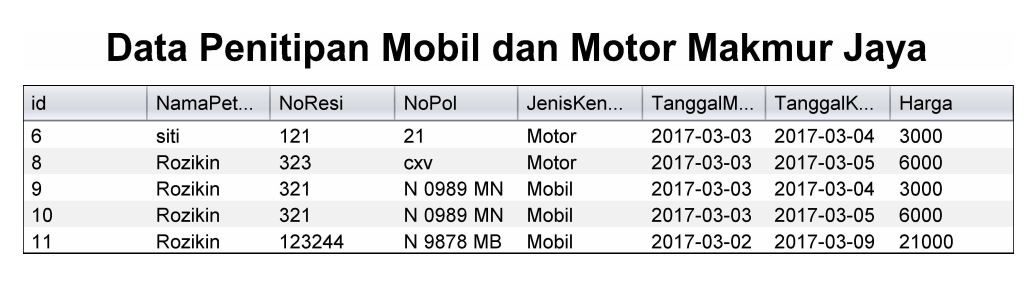 Data Penitipan Mobil dan Motor Makmur Jaya
id NamaPet... NoResi NoPol JenisKen... TanggalM... TanggalK... Harga
6 siti 121 21 Motor 2017-03-03 2017-03-04 3000
8 Rozikin 323 cxv Motor 2017-03-03 2017-03-05 6000
9 Rozikin 321 N 0989 MN Mobil 2017-03-03 2017-03-04 3000
10 Rozikin 321 N 0989 MN Mobil 2017-03-03 2017-03-05 6000
11 Rozikin 123244 N 9878 MB Mobil 2017-03-02 2017-03-09 21000